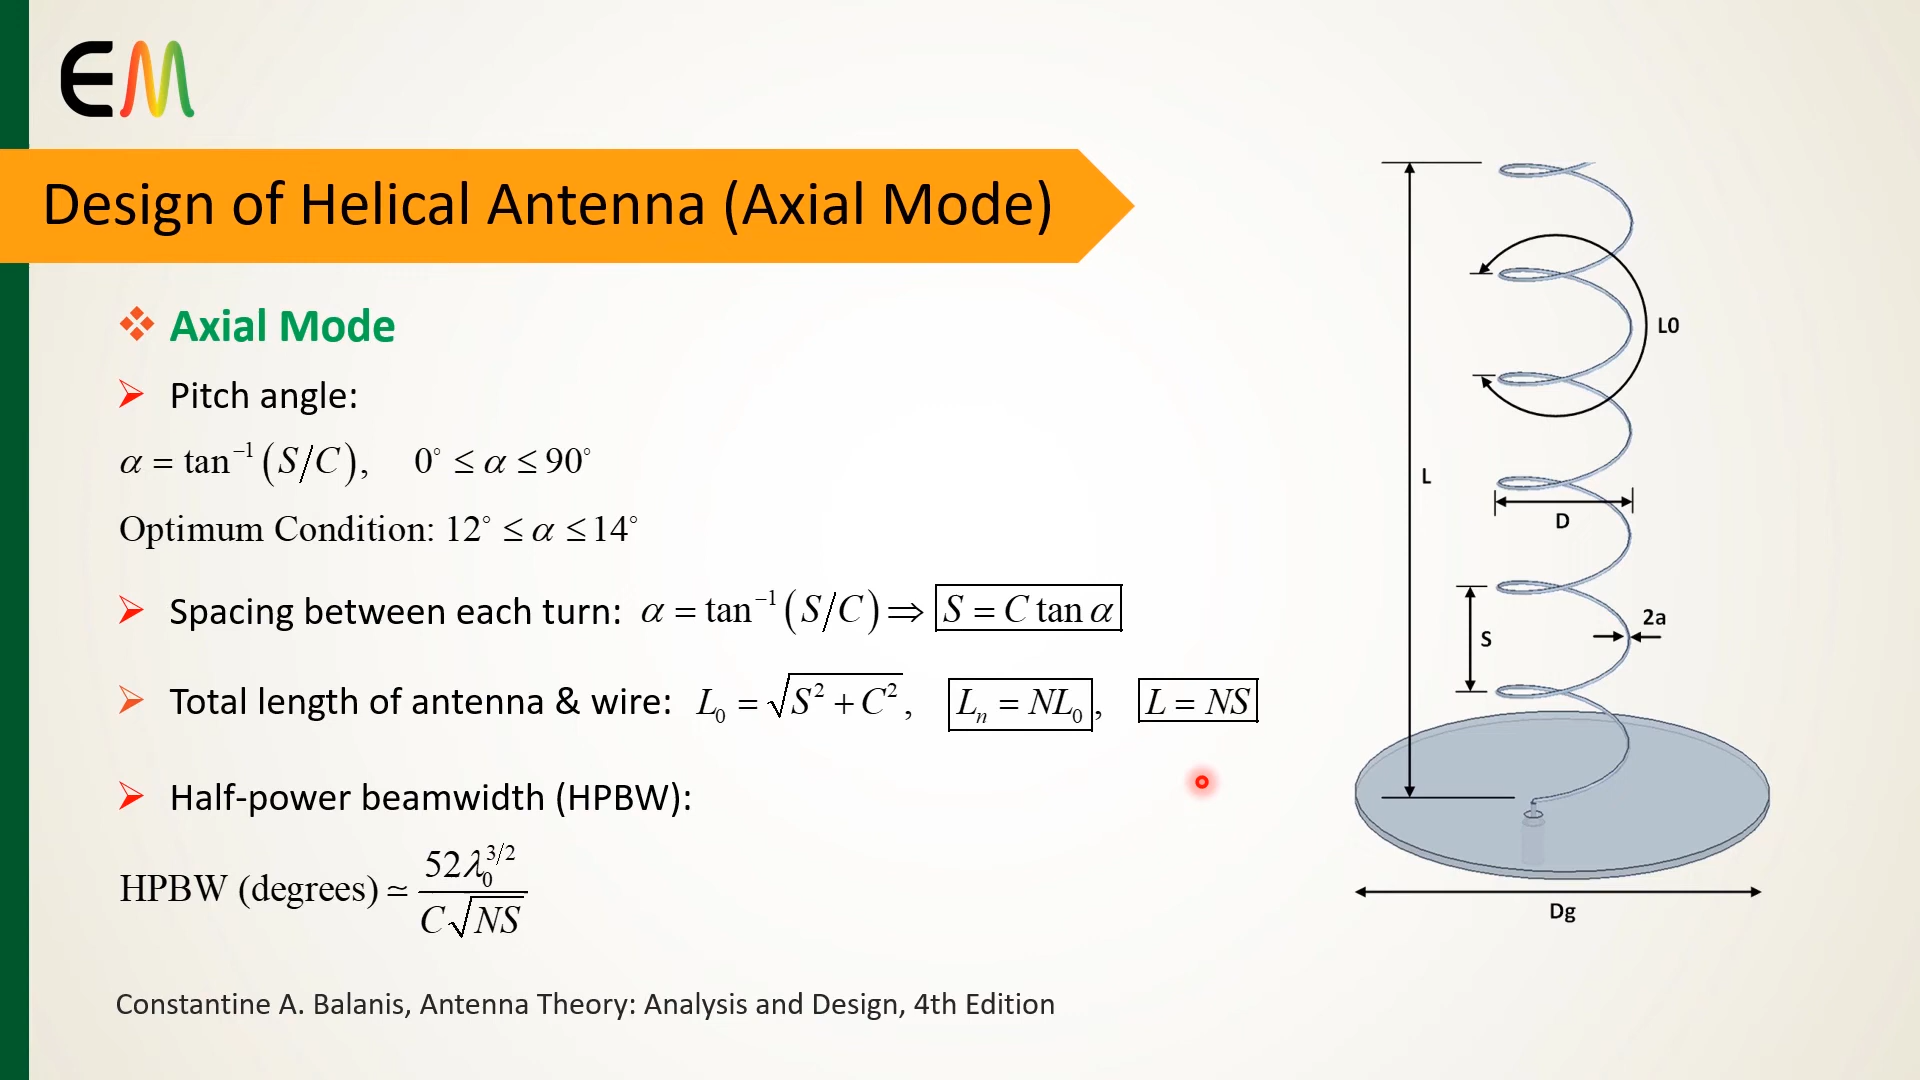 EM
Design of Helical Antenna (Axial Mode)
Axial Mode
Pitch angle:
α = tan⁻¹(S/C), 0° ≤ α ≤ 90°
Optimum Condition: 12° ≤ α ≤ 14°
Spacing between each turn: α = tan⁻¹(S/C) ⇒ S = C tan α
Total length of antenna & wire: L₀ = √(S² + C²), Lₙ = NL₀, L = NS
Half-power beamwidth (HPBW):
HPBW (degrees) ≃ 52λ₀^(3/2) / (C√(NS))
Constantine A. Balanis, Antenna Theory: Analysis and Design, 4th Edition
L0
L
D
2a
S
Dg